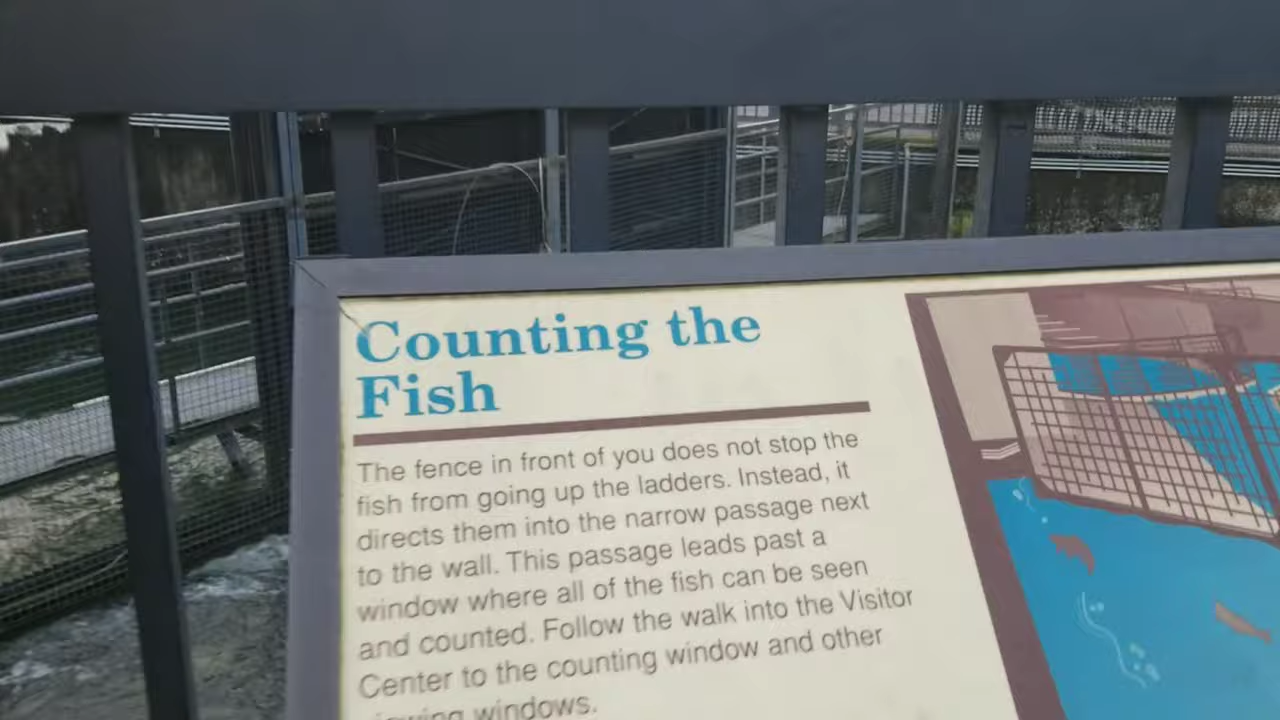 Counting the
Fish
The fence in front of you does not stop the
fish from going up the ladders. Instead, it
directs them into the narrow passage next
to the wall. This passage leads past a
window where all of the fish can be seen
and counted. Follow the walk into the Visitor
Center to the counting window and other
windows.